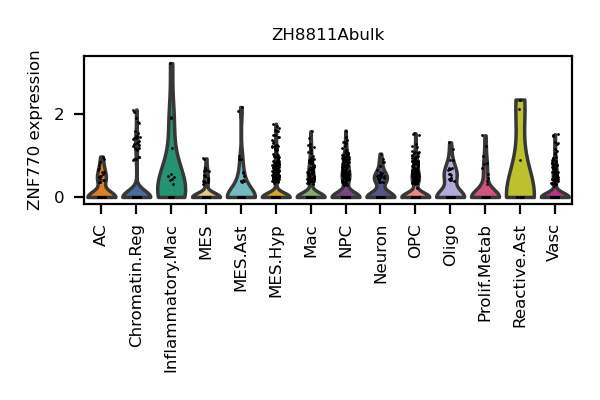 ZH8811Abulk
ZNF770 expression
2
0
AC
Chromatin.Reg
Inflammatory.Mac
MES
MES.Ast
MES.Hyp
Mac
NPC
Neuron
OPC
Oligo
Prolif.Metab
Reactive.Ast
Vasc